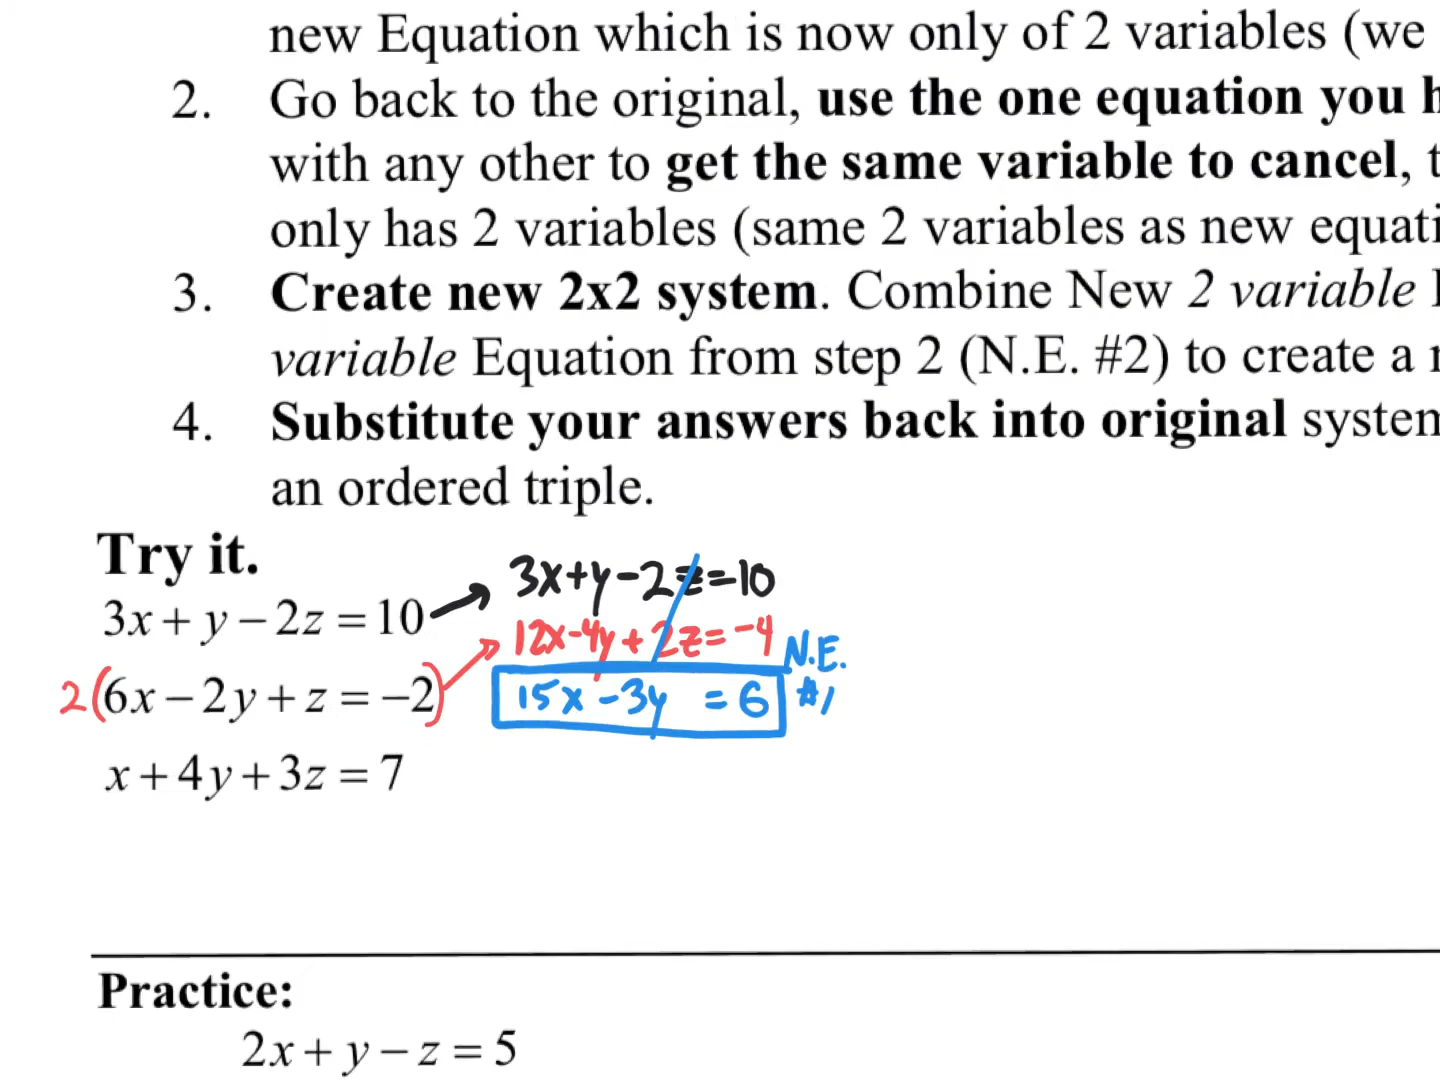 new Equation which is now only of 2 variables (we
2. Go back to the original, use the one equation you h
with any other to get the same variable to cancel, t
only has 2 variables (same 2 variables as new equati
3. Create new 2x2 system. Combine New 2 variable
variable Equation from step 2 (N.E. #2) to create a
4. Substitute your answers back into original system
an ordered triple.
Try it.
3x + y − 2z = 10 3x+y−2z=10
2(6x − 2y + z = −2) 12x−4y+2z=−4
15x−3y =6 N.E. #1
x + 4y + 3z = 7
Practice:
2x + y − z = 5